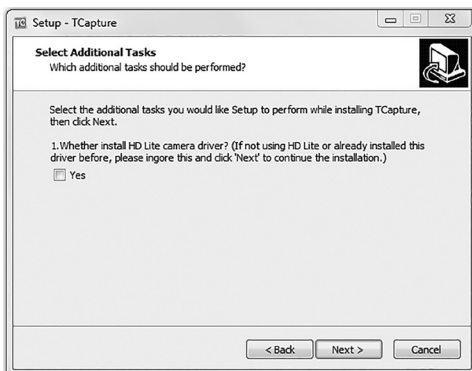 Setup - TCapture
Select Additional Tasks
Which additional tasks should be performed?
Select the additional tasks you would like Setup to perform while installing TCapture,
then click Next.
1.Whether install HD Lite camera driver? (If not using HD Lite or already installed this
driver before, please ingore this and click 'Next' to continue the installation.)
Yes
< Back Next > Cancel